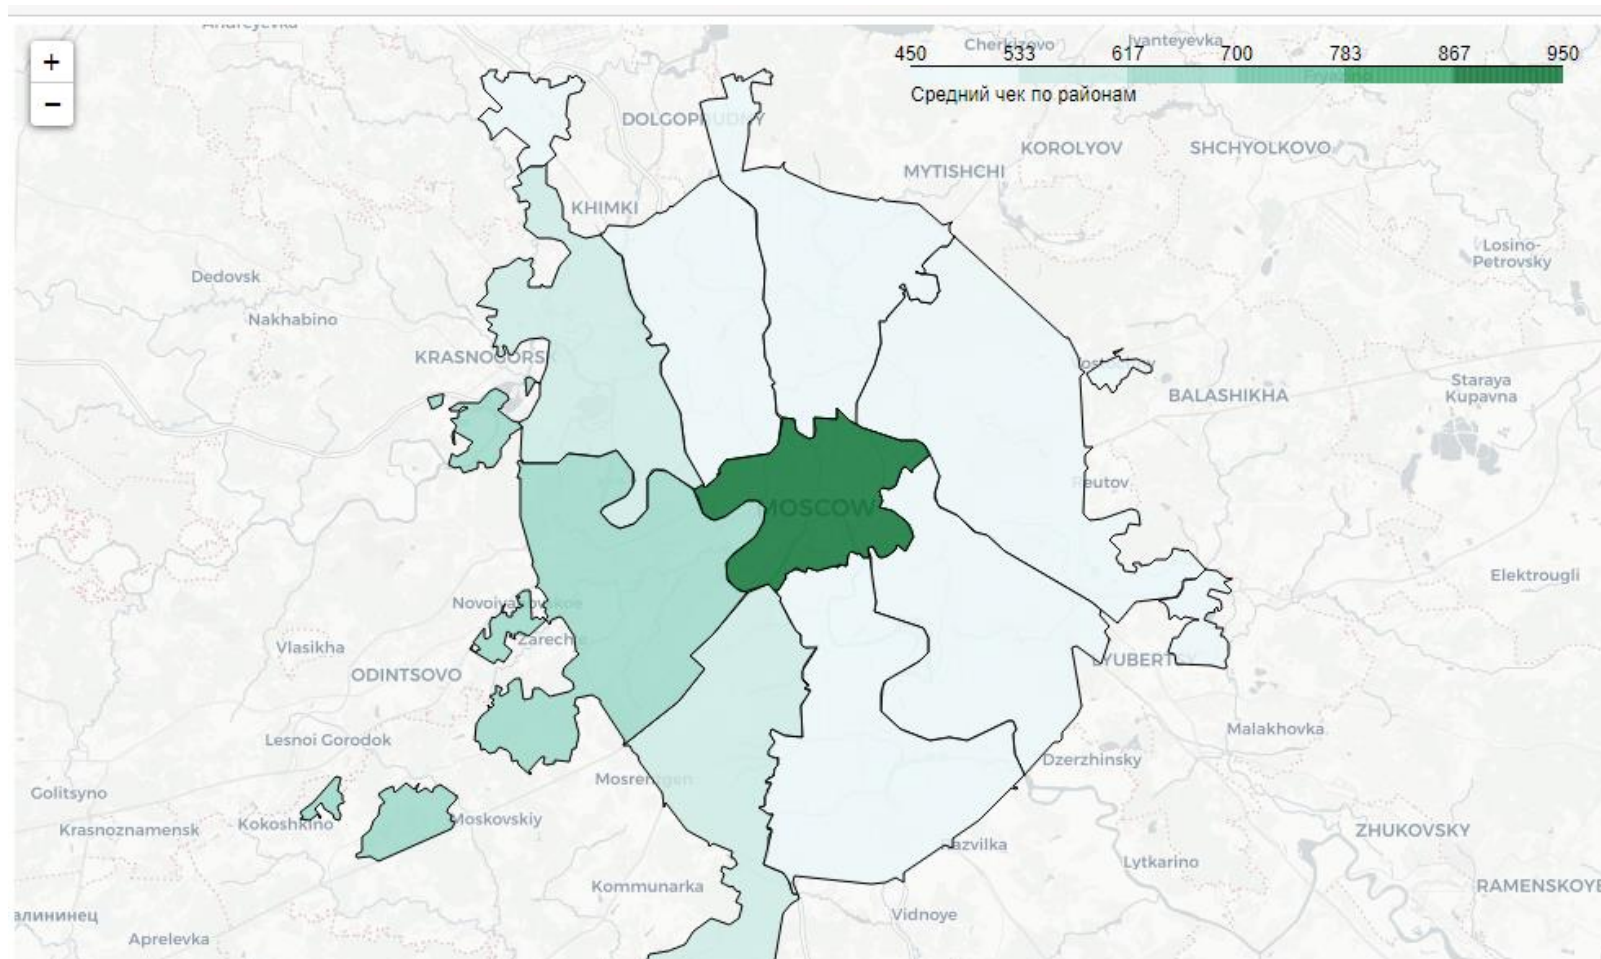 +
Cherkizovo
Ivanteyevka
450 533 617 700 783 867 950
−
Средний чек по районам
DOLGOPRUDNY
KOROLYOV
SHCHYOLKOVO
MYTISHCHI
KHIMKI
Losino-
Petrovsky
Dedovsk
Nakhabino
KRASNOGORSK
Staraya
Kupavna
BALASHIKHA
Reutov
MOSCOW
Elektrougli
Novoivanovskoe
Zarechie
Vlasikha
LYUBERTSY
ODINTSOVO
Malakhovka
Lesnoi Gorodok
Dzerzhinsky
Mosrentgen
Golitsyno
Kokoshkino
Moskovskiy
Krasnoznamensk
ZHUKOVSKY
Razvilka
Lytkarino
Kommunarka
RAMENSKOYE
Vidnoye
алининец
Aprelevka